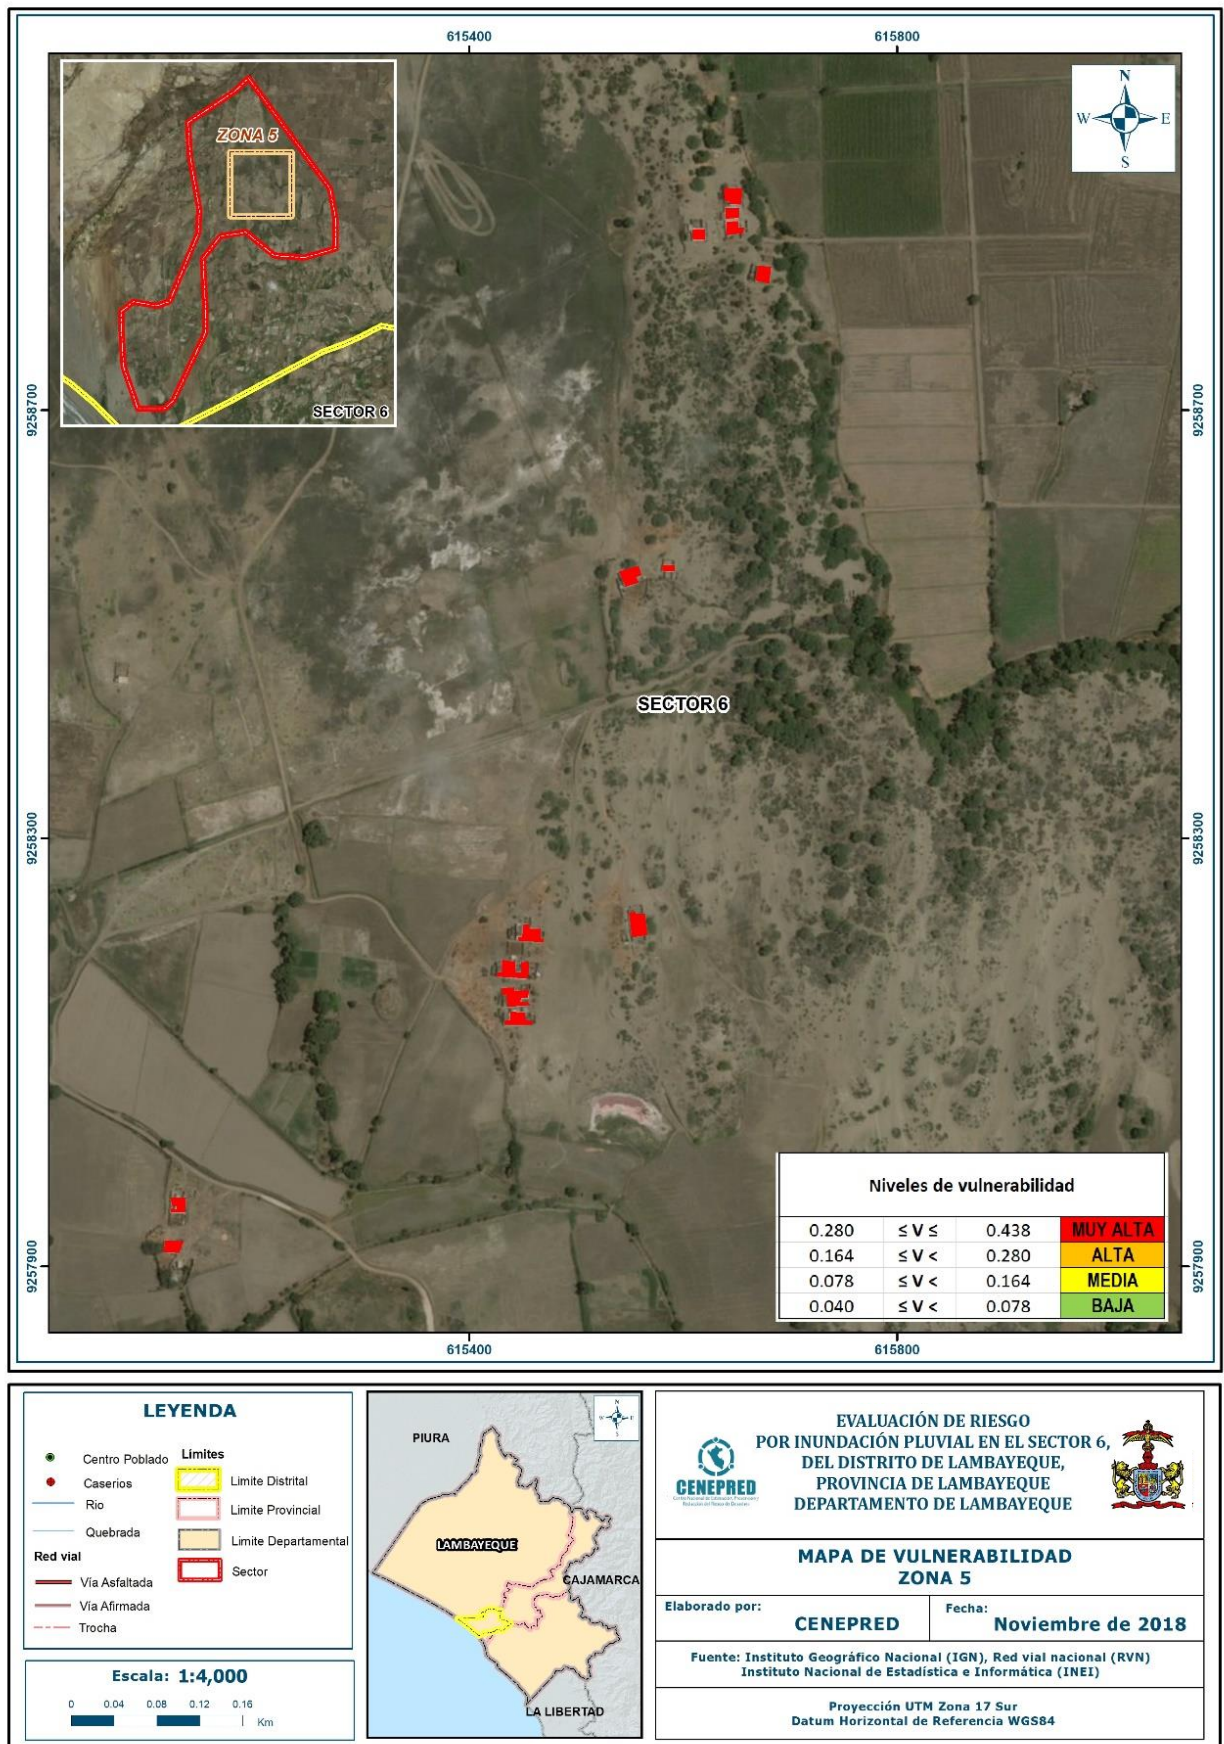 615400
615800
N
W
E
S
ZONA 5
SECTOR 6
9258700
9258700
SECTOR 6
9258300
9258300
Niveles de vulnerabilidad
0.280 ≤ V ≤ 0.438 MUY ALTA
0.164 ≤ V < 0.280 ALTA
0.078 ≤ V < 0.164 MEDIA
0.040 ≤ V < 0.078 BAJA
9257900
9257900
615400
615800
LEYENDA
Centro Poblado
Caserios
Rio
Quebrada
Red vial
Vía Asfaltada
Vía Afirmada
Trocha
Límites
Limite Distrital
Limite Provincial
Limite Departamental
Sector
Escala: 1:4,000
0 0.04 0.08 0.12 0.16
Km
N
W
E
S
PIURA
LAMBAYEQUE
CAJAMARCA
LA LIBERTAD
CENEPRED
EVALUACIÓN DE RIESGO
POR INUNDACIÓN PLUVIAL EN EL SECTOR 6,
DEL DISTRITO DE LAMBAYEQUE,
PROVINCIA DE LAMBAYEQUE
DEPARTAMENTO DE LAMBAYEQUE
MAPA DE VULNERABILIDAD
ZONA 5
Elaborado por:
CENEPRED
Fecha:
Noviembre de 2018
Fuente: Instituto Geográfico Nacional (IGN), Red vial nacional (RVN)
Instituto Nacional de Estadística e Informática (INEI)
Proyección UTM Zona 17 Sur
Datum Horizontal de Referencia WGS84